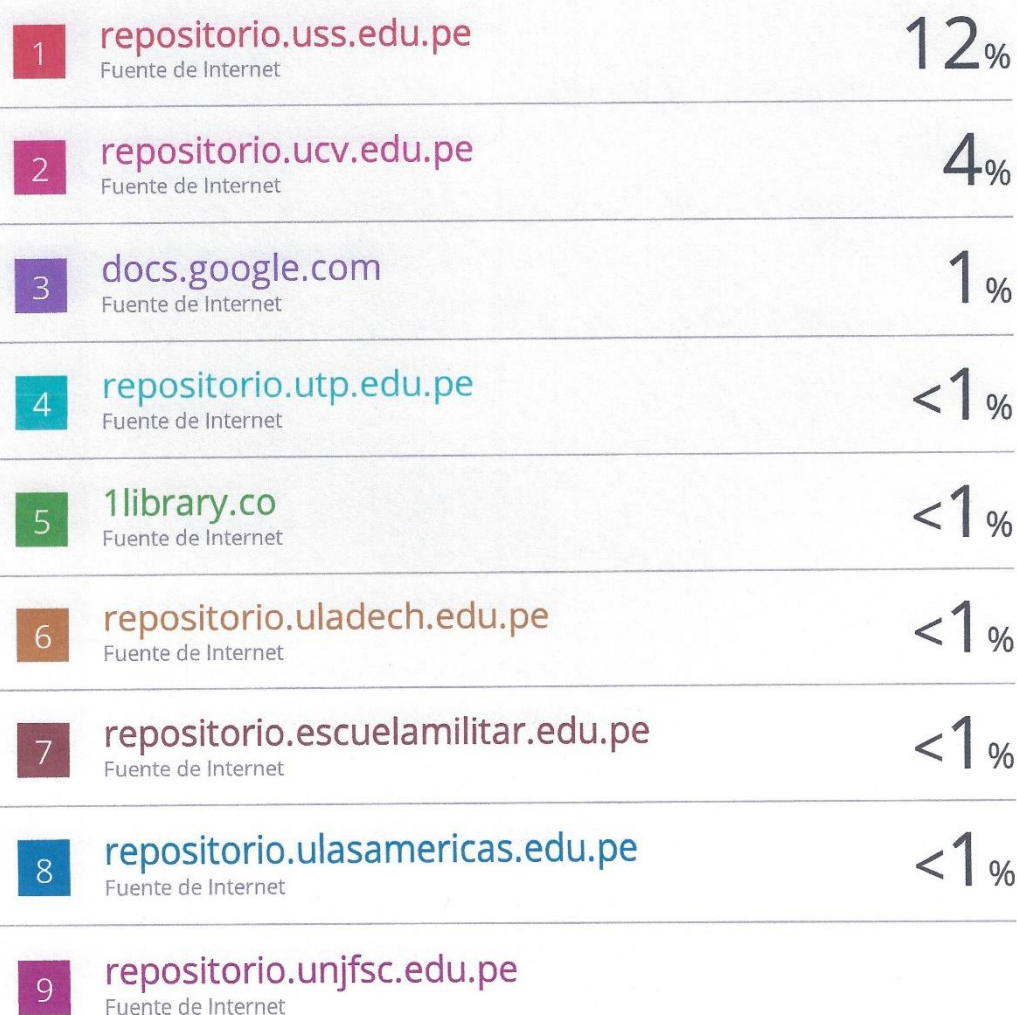 1 repositorio.uss.edu.pe 12%
Fuente de Internet
2 repositorio.ucv.edu.pe 4%
Fuente de Internet
3 docs.google.com 1%
Fuente de Internet
4 repositorio.utp.edu.pe <1%
Fuente de Internet
5 1library.co <1%
Fuente de Internet
6 repositorio.uladech.edu.pe <1%
Fuente de Internet
7 repositorio.escuelamilitar.edu.pe <1%
Fuente de Internet
8 repositorio.ulasamericas.edu.pe <1%
Fuente de Internet
9 repositorio.unjfsc.edu.pe
Fuente de Internet